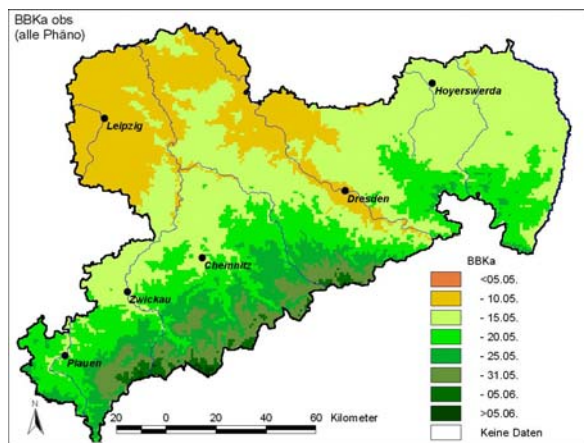 BBKa obs
(alle Phäno)
Hoyerswerda
Leipzig
Dresden
Chemnitz
Zwickau
Plauen
BBKa
<05.05.
- 10.05.
- 15.05.
- 20.05.
- 25.05.
- 31.05.
- 05.06.
>05.06.
Keine Daten
N
20 0 20 40 60 Kilometer